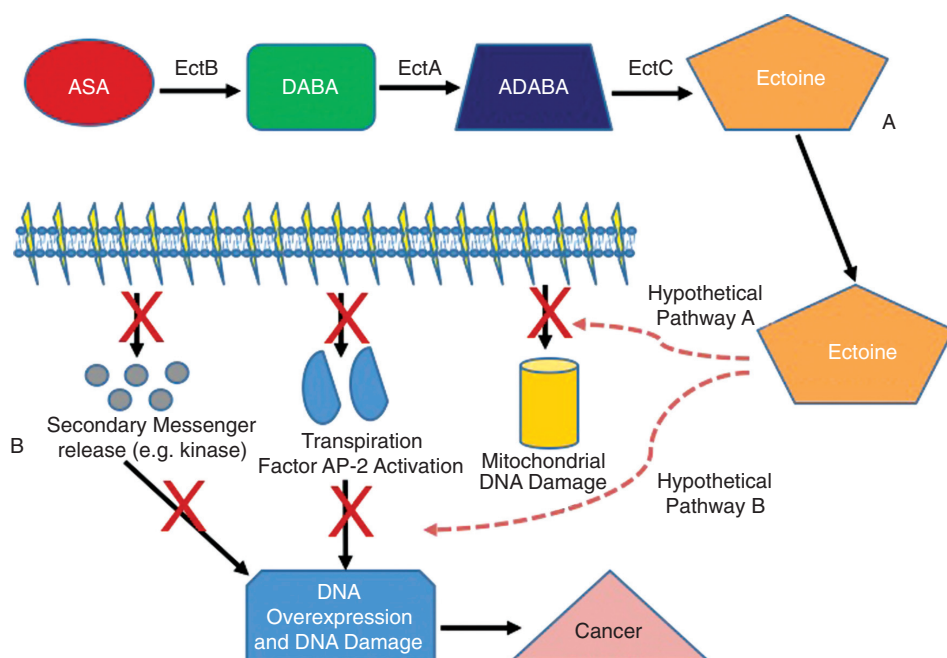 ASA
EctB
DABA
EctA
ADABA
EctC
Ectoine
A
Hypothetical
Pathway A
Ectoine
B
Secondary Messenger
release (e.g. kinase)
Transpiration
Factor AP-2 Activation
Mitochondrial
DNA Damage
Hypothetical
Pathway B
DNA
Overexpression
and DNA Damage
Cancer